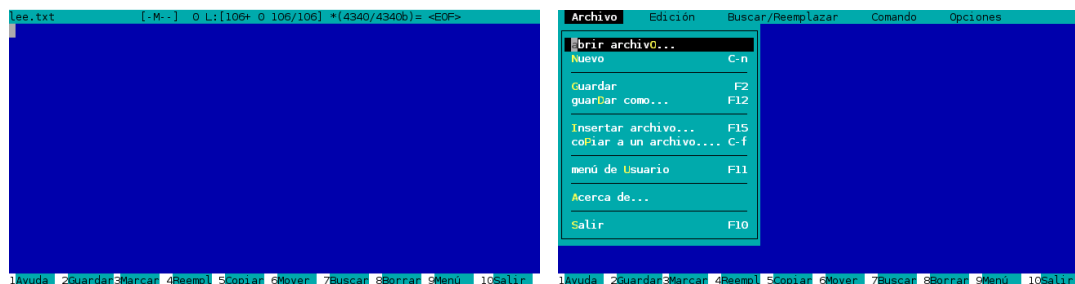 lee.txt [-M--] 0 L:[106+ 0 106/106] *(4340/4340b)= <EOF>
1Ayuda 2Guardar 3Marcar 4Reempl 5Copiar 6Mover 7Buscar 8Borrar 9Menú 10Salir
Archivo Edición Buscar/Reemplazar Comando Opciones
abrir archivO...
Nuevo C-n
Guardar F2
guarDar como... F12
Insertar archivo... F15
coPiar a un archivo.... C-f
menú de Usuario F11
Acerca de...
Salir F10
1Ayuda 2Guardar 3Marcar 4Reempl 5Copiar 6Mover 7Buscar 8Borrar 9Menú 10Salir